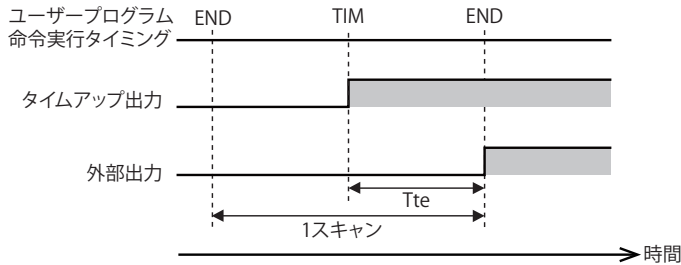 ユーザープログラム
命令実行タイミング
END TIM END
タイムアップ出力
外部出力
Tte
1スキャン
時間